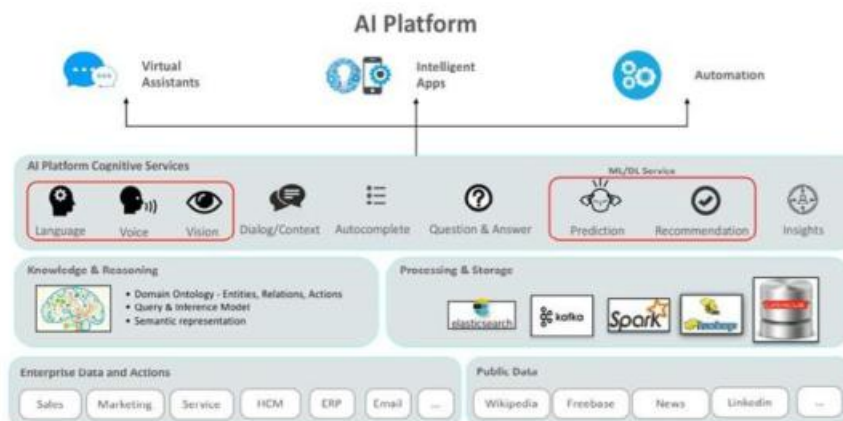 AI Platform
Virtual
Assistants
Intelligent
Apps
Automation
AI Platform Cognitive Services
ML/DL Service
Language
Voice
Vision
Dialog/Context
Autocomplete
Question & Answer
Prediction
Recommendation
Insights
Knowledge & Reasoning
• Domain Ontology - Entities, Relations, Actions
• Query & Inference Model
• Semantic representation
Processing & Storage
elasticsearch
kafka
Spark
hadoop
Enterprise Data and Actions
Sales
Marketing
Service
HCM
ERP
Email
...
Public Data
Wikipedia
Freebase
News
Linkedin
...